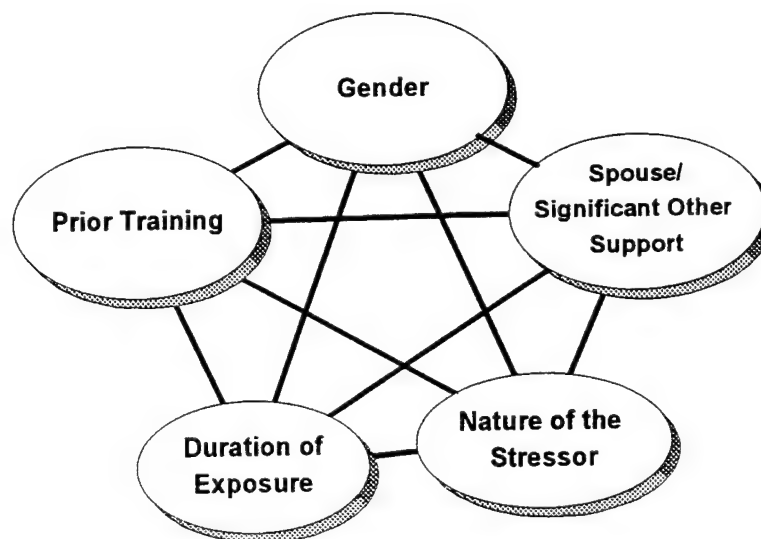 Gender
Prior Training
Spouse/
Significant Other
Support
Duration of
Exposure
Nature of the
Stressor